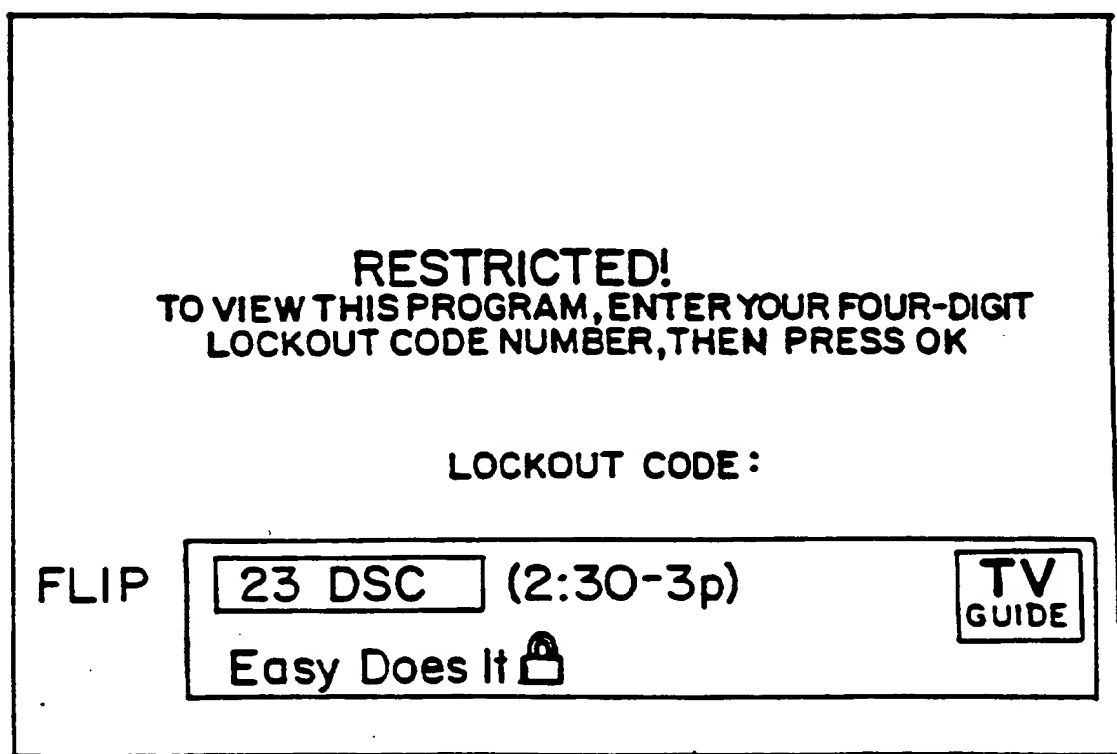 RESTRICTED!
TO VIEW THIS PROGRAM, ENTER YOUR FOUR-DIGIT
LOCKOUT CODE NUMBER, THEN PRESS OK
LOCKOUT CODE:
FLIP
23 DSC (2:30-3p)
TV
GUIDE
Easy Does It